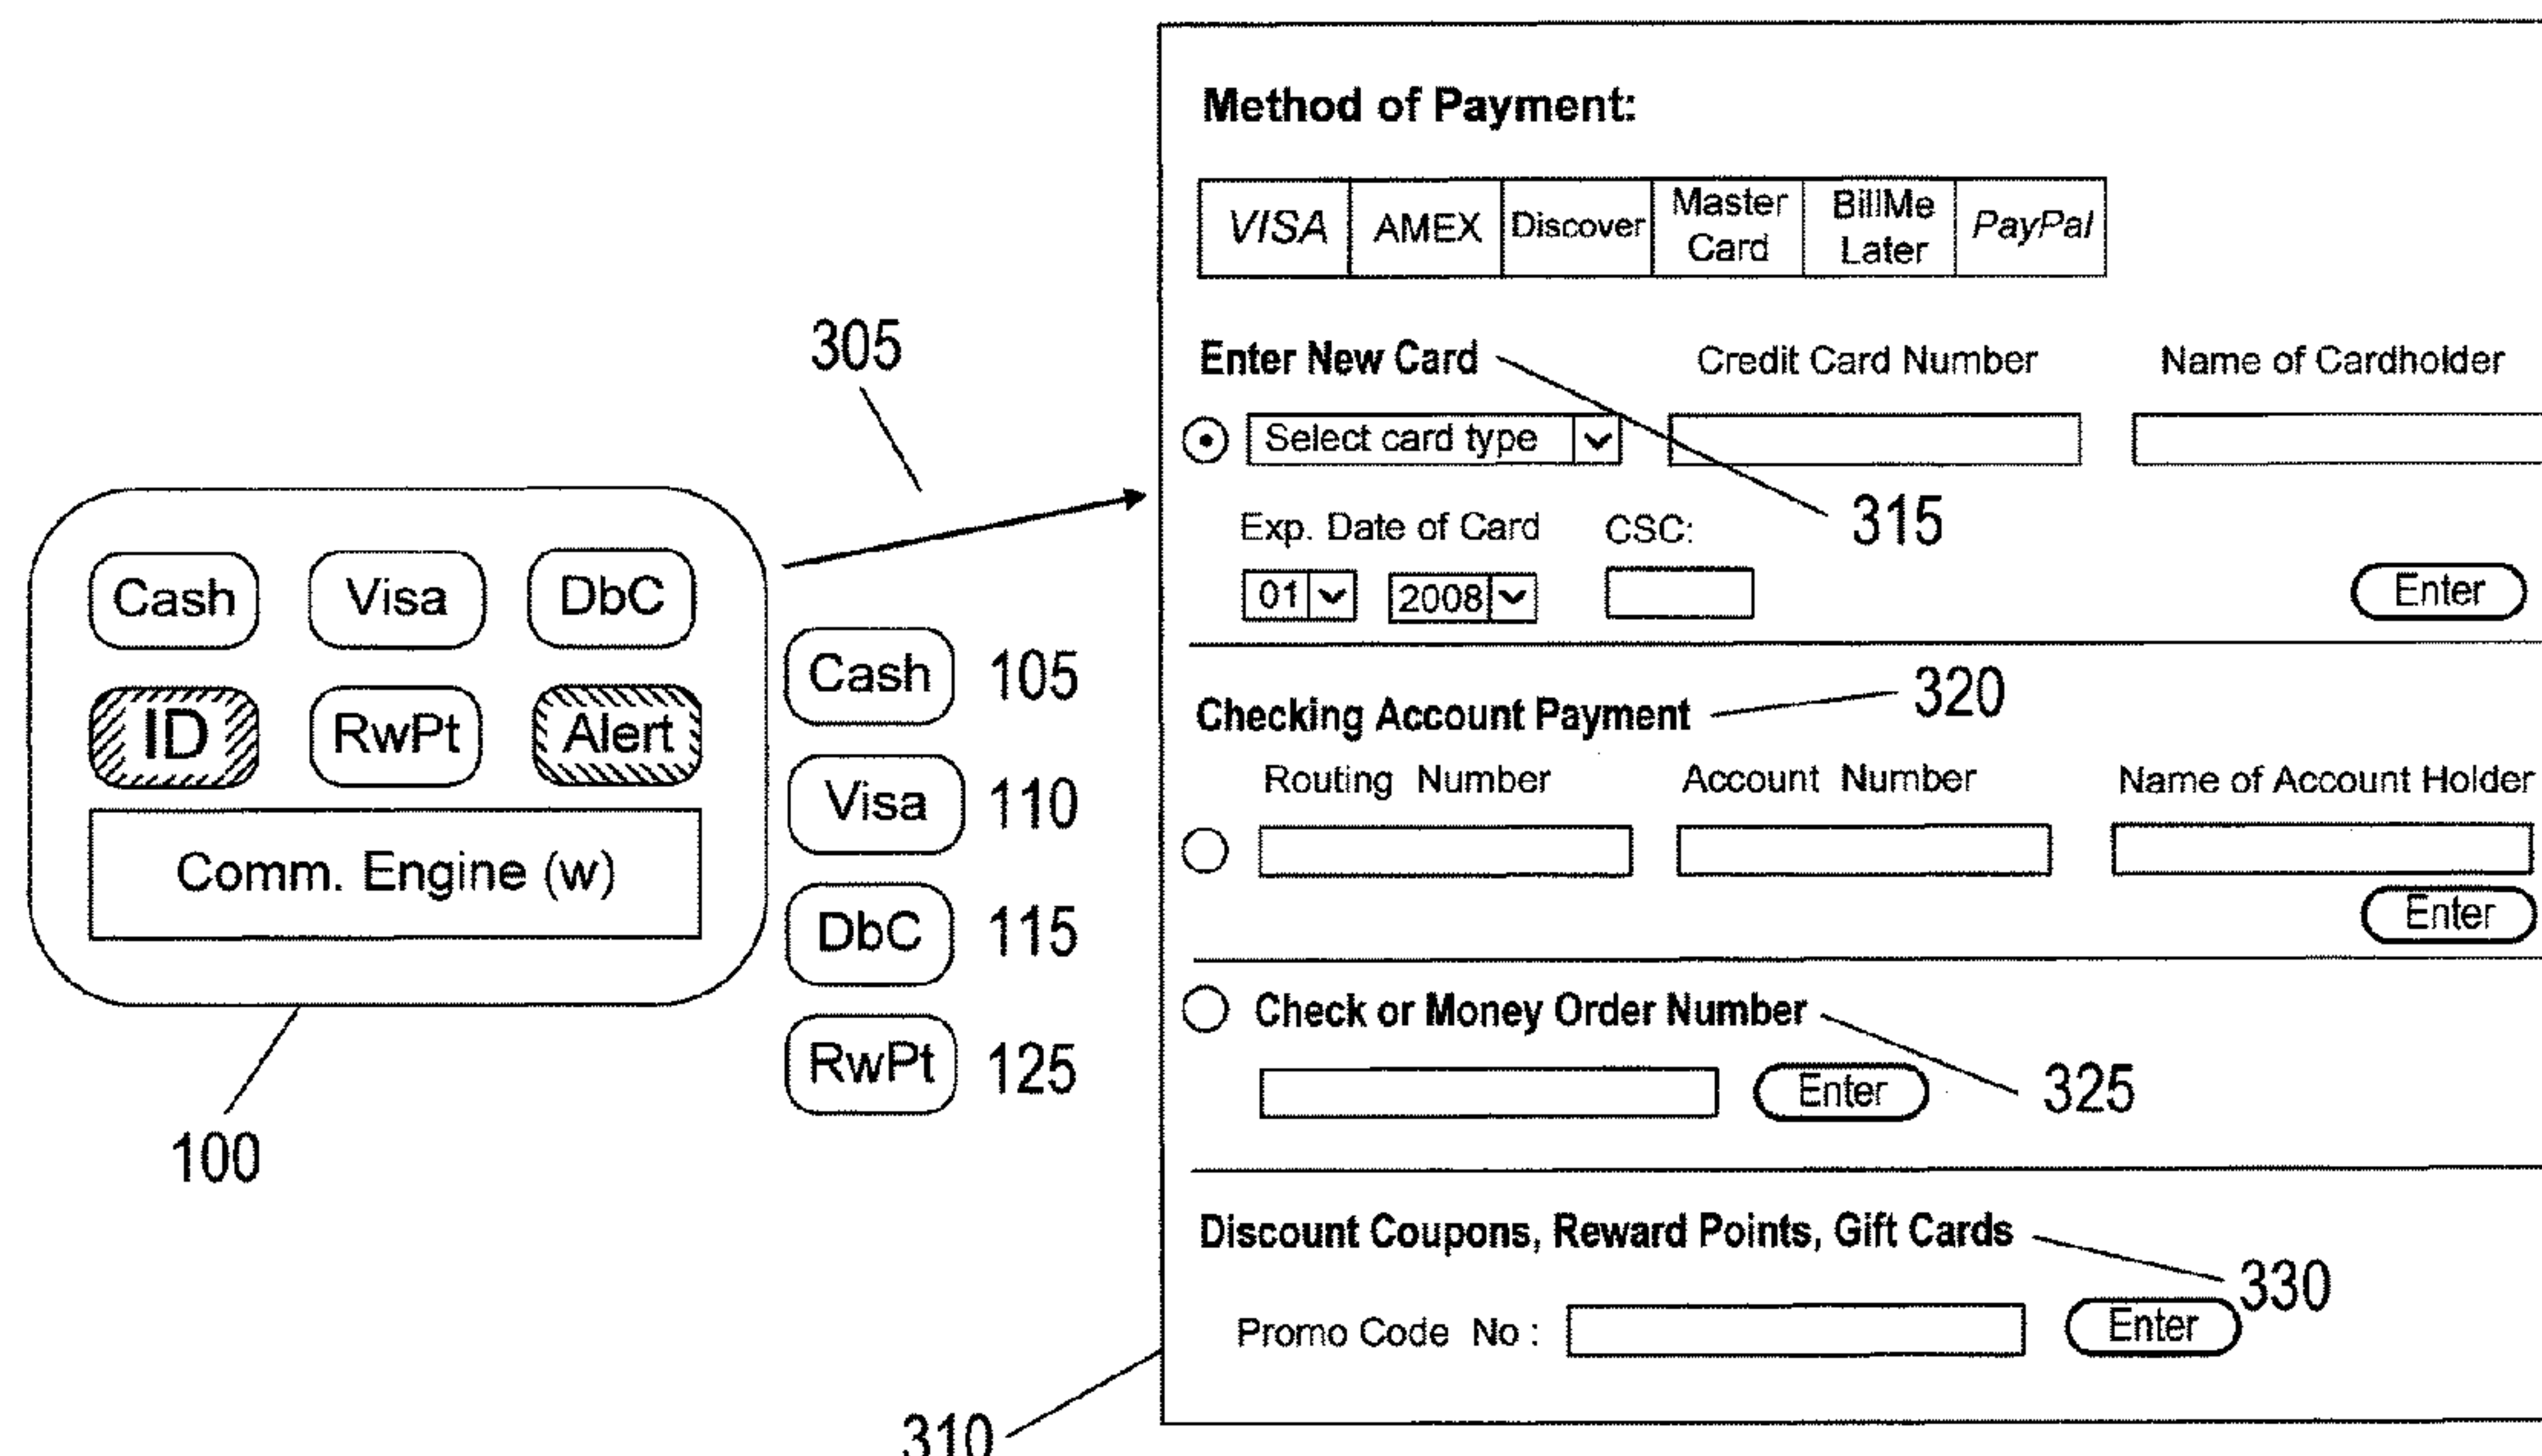 305
Cash Visa DbC
ID RwPt Alert
Comm. Engine (w)
100
Cash 105
Visa 110
DbC 115
RwPt 125
310
Method of Payment:
VISA AMEX Discover Master Card BillMe Later PayPal
Enter New Card Credit Card Number Name of Cardholder
Select card type
315
Exp. Date of Card CSC:
01 2008 Enter
320
Checking Account Payment
Routing Number Account Number Name of Account Holder
Enter
Check or Money Order Number
Enter 325
Discount Coupons, Reward Points, Gift Cards
330
Promo Code No : Enter